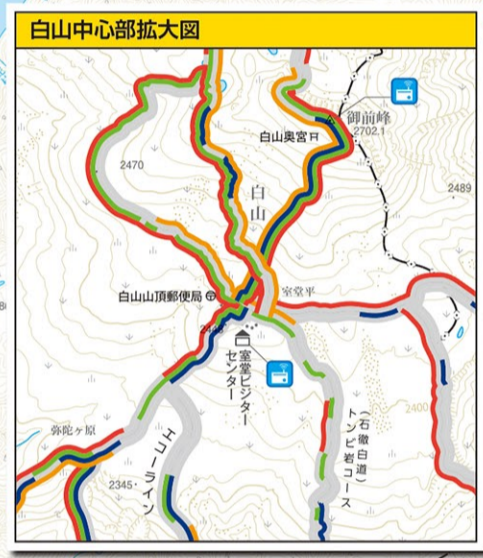 白山中心部拡大図
御前峰
2702.1
白山奥宮
2470
白山
2489
白山山頂郵便局
室堂平
室堂ビジター
センター
2400
(石徹白道)
トンビ岩コース
弥陀ヶ原
エコーライン
2345